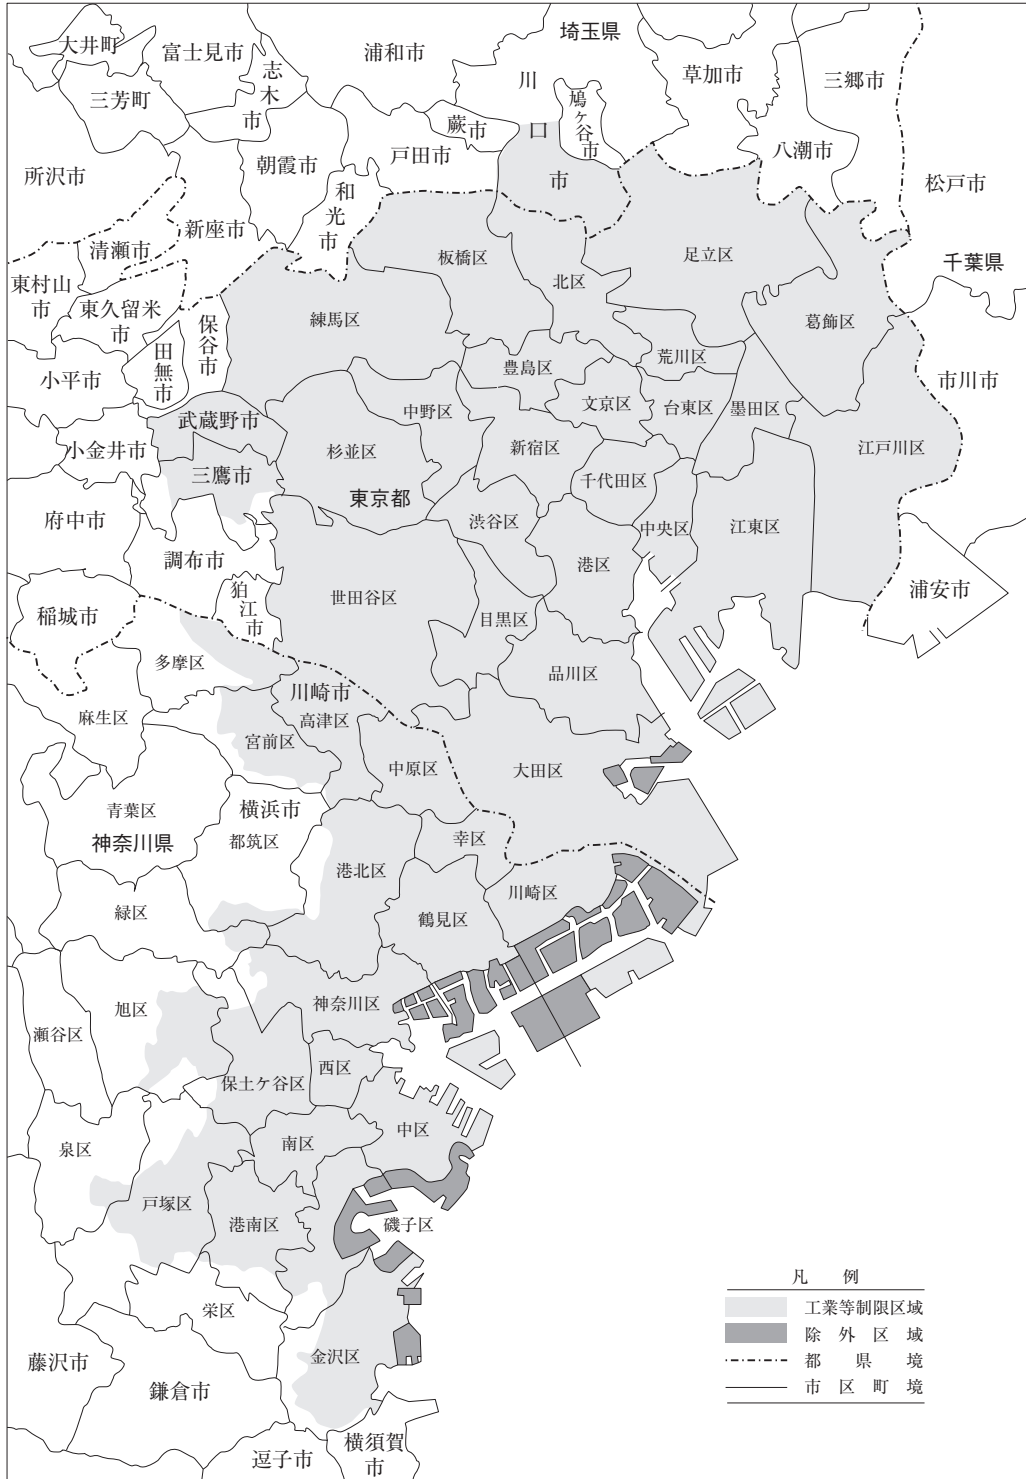 大井町
富士見市
志木市
浦和市
埼玉県
川口市
鳩ヶ谷市
草加市
三郷市
三芳町
蕨市
戸田市
八潮市
所沢市
朝霞市
和光市
松戸市
新座市
清瀬市
板橋区
北区
足立区
千葉県
東村山市
東久留米市
保谷市
練馬区
葛飾区
田無市
豊島区
荒川区
小平市
市川市
武蔵野市
中野区
文京区
台東区
墨田区
小金井市
杉並区
新宿区
江戸川区
三鷹市
千代田区
東京都
府中市
渋谷区
中央区
江東区
調布市
港区
狛江市
世田谷区
目黒区
浦安市
稲城市
多摩区
品川区
川崎市
麻生区
高津区
宮前区
中原区
大田区
青葉区
横浜市
神奈川県
都筑区
幸区
港北区
川崎区
緑区
鶴見区
旭区
神奈川区
瀬谷区
西区
保土ケ谷区
泉区
南区
中区
戸塚区
港南区
磯子区
栄区
金沢区
藤沢市
鎌倉市
逗子市
横須賀市
凡 例
工業等制限区域
除外区域
都県境
市区町境